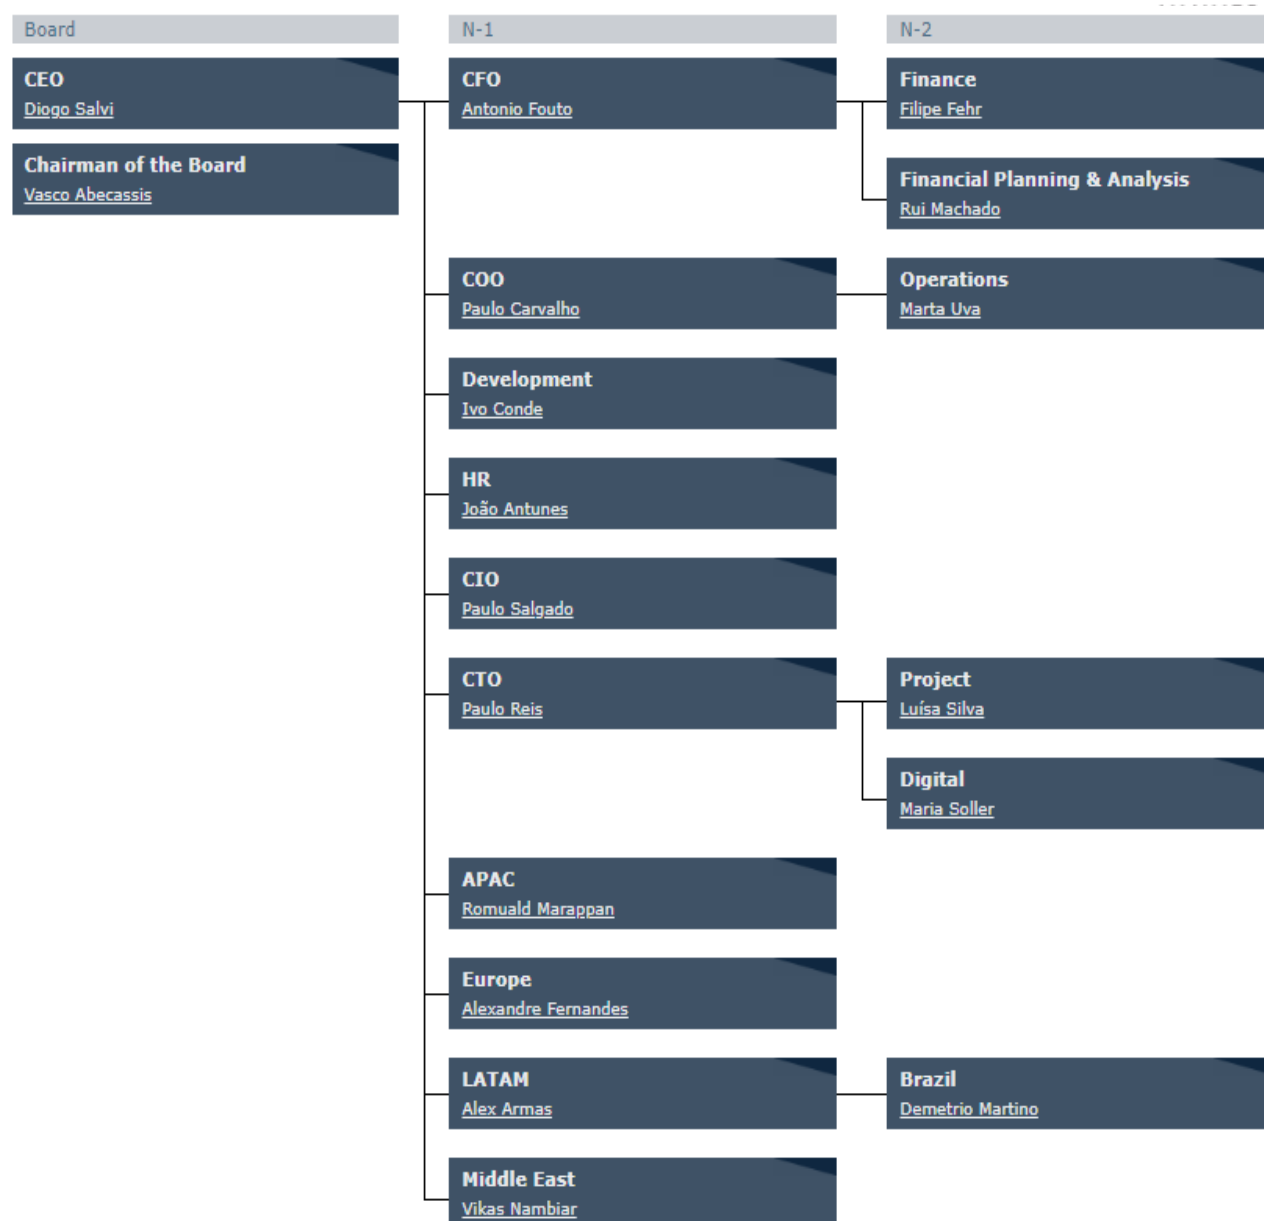 Board
N-1
N-2
CEO
Diogo Salvi
CFO
Antonio Fouto
Finance
Filipe Fehr
Chairman of the Board
Vasco Abecassis
Financial Planning & Analysis
Rui Machado
COO
Paulo Carvalho
Operations
Marta Uva
Development
Ivo Conde
HR
João Antunes
CIO
Paulo Salgado
CTO
Paulo Reis
Project
Luísa Silva
Digital
Maria Soller
APAC
Romuald Marappan
Europe
Alexandre Fernandes
LATAM
Alex Armas
Brazil
Demetrio Martino
Middle East
Vikas Nambiar